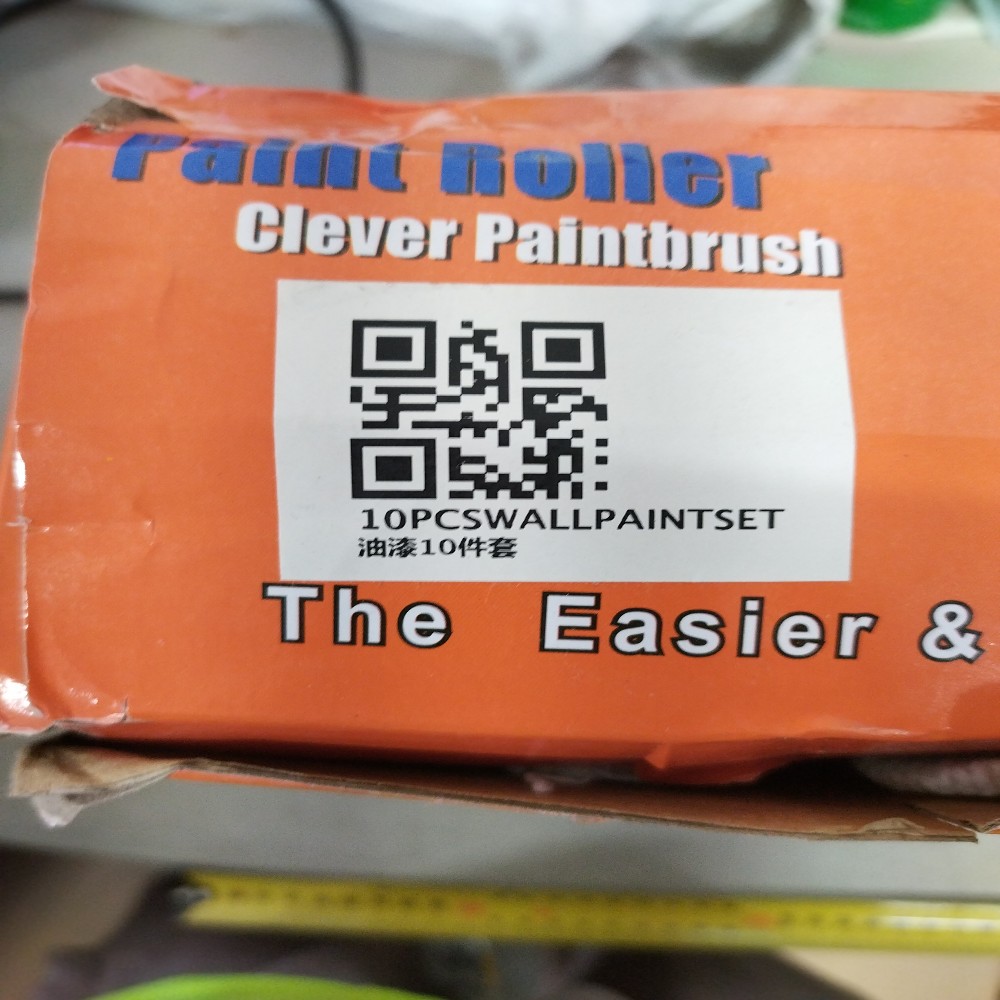 Paint Roller
Clever Paintbrush
10PCSWALLPAINTSET
油漆10件套
The Easier &